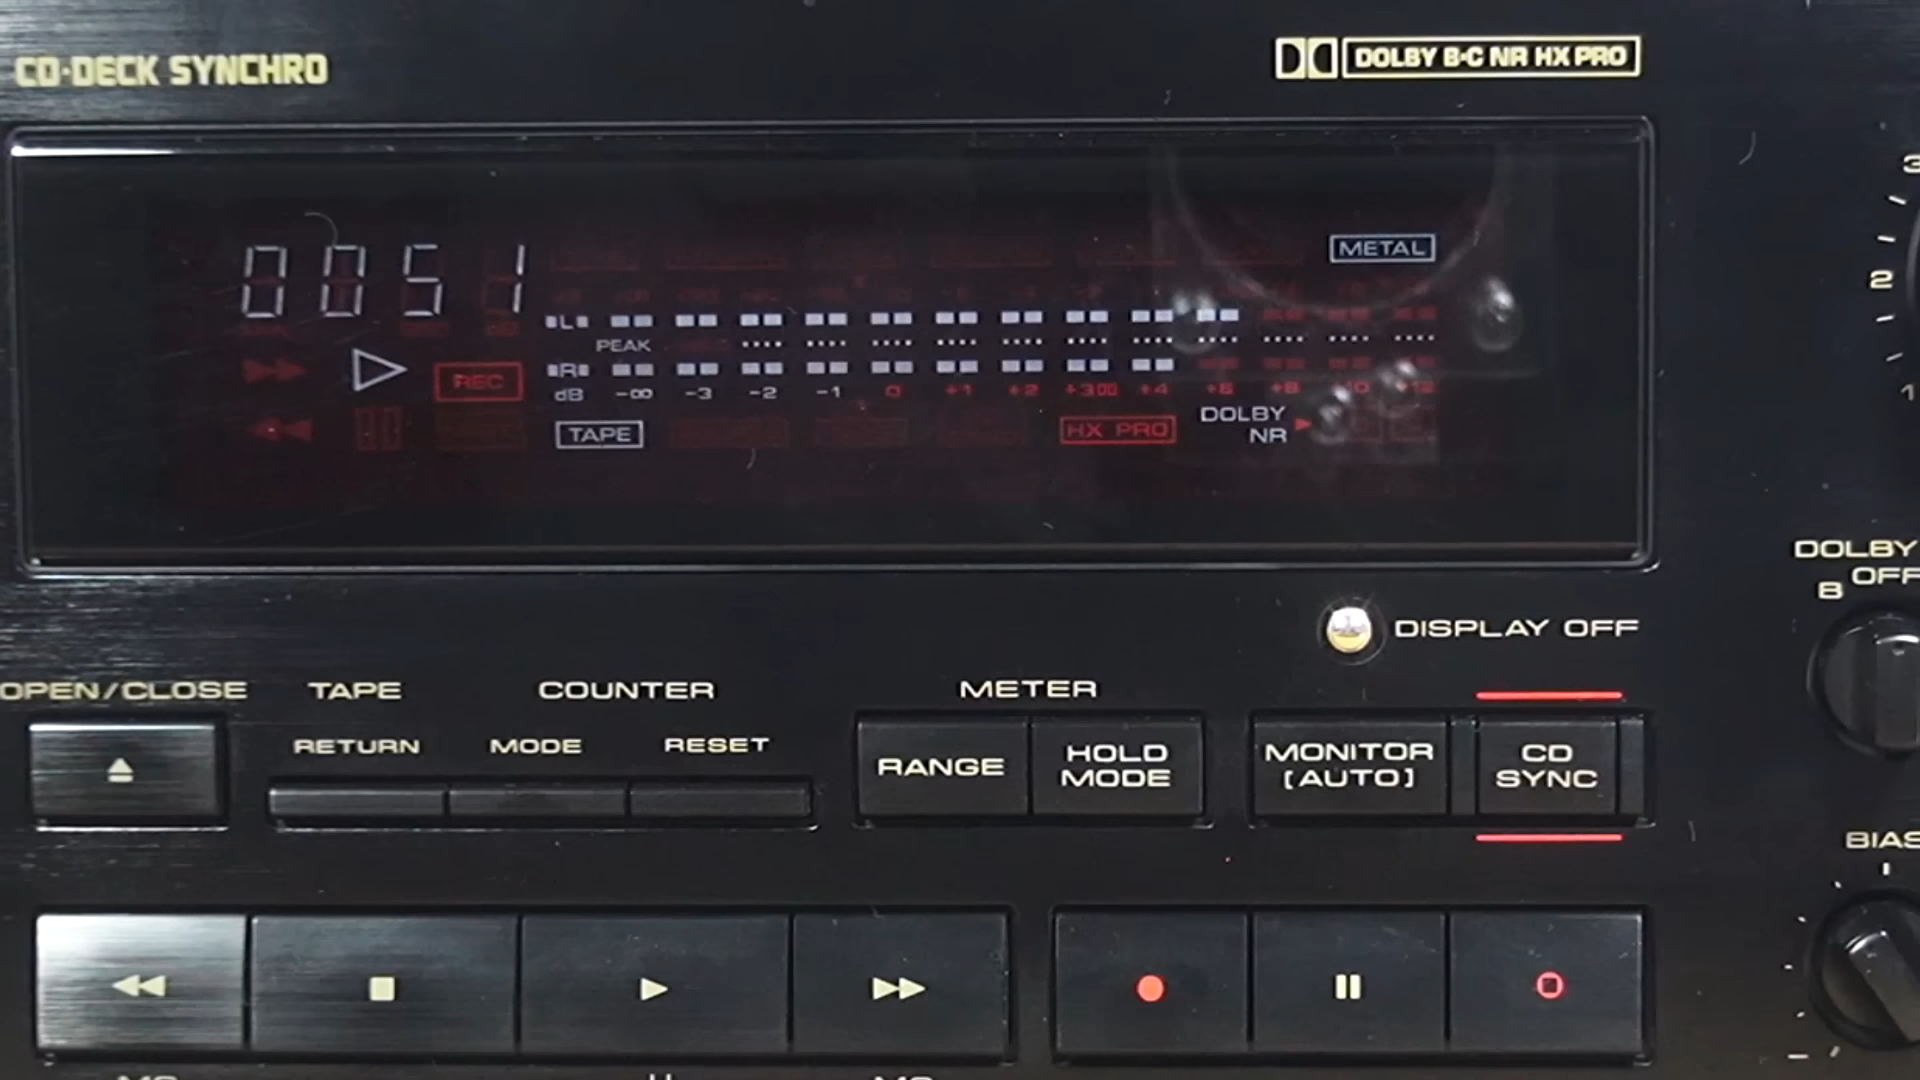 CD·DECK SYNCHRO
DOLBY B·C NR HX PRO
3
2
1
0051
METAL
L
PEAK
REC
R
dB -∞ -3 -2 -1 0 +1 +2 +3 +4 +6 +8 +10 +12
TAPE
HX PRO
DOLBY
NR
DOLBY
OFF
B
DISPLAY OFF
OPEN/CLOSE
TAPE
COUNTER
METER
RETURN
MODE
RESET
RANGE
HOLD
MODE
MONITOR
[AUTO]
CD
SYNC
BIAS